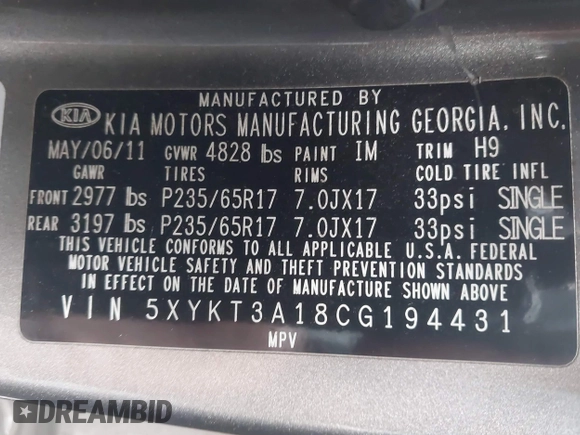 MANUFACTURED BY
KIA KIA MOTORS MANUFACTURING GEORGIA, INC.
MAY/06/11 GVWR 4828 lbs PAINT IM TRIM H9
GAWR TIRES RIMS COLD TIRE INFL
FRONT 2977 lbs P235/65R17 7.0JX17 33psi SINGLE
REAR 3197 lbs P235/65R17 7.0JX17 33psi SINGLE
THIS VEHICLE CONFORMS TO ALL APPLICABLE U.S.A. FEDERAL
MOTOR VEHICLE SAFETY AND THEFT PREVENTION STANDARDS
IN EFFECT ON THE DATE OF MANUFACTURE SHOWN ABOVE
VIN 5XYKT3A18CG194431
MPV
DREAMBID